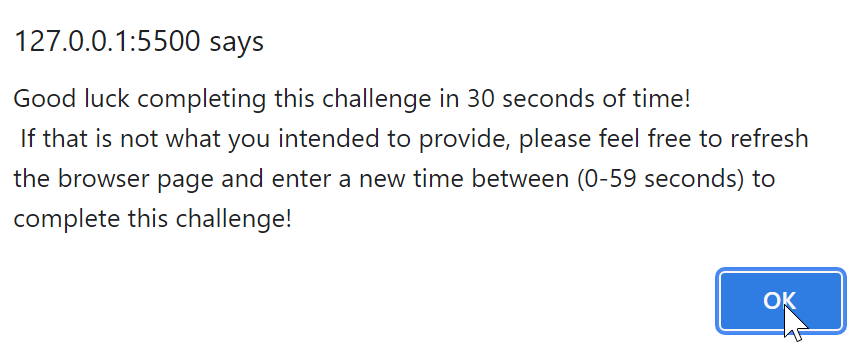 127.0.0.1:5500 says
Good luck completing this challenge in 30 seconds of time!
If that is not what you intended to provide, please feel free to refresh
the browser page and enter a new time between (0-59 seconds) to
complete this challenge!
OK